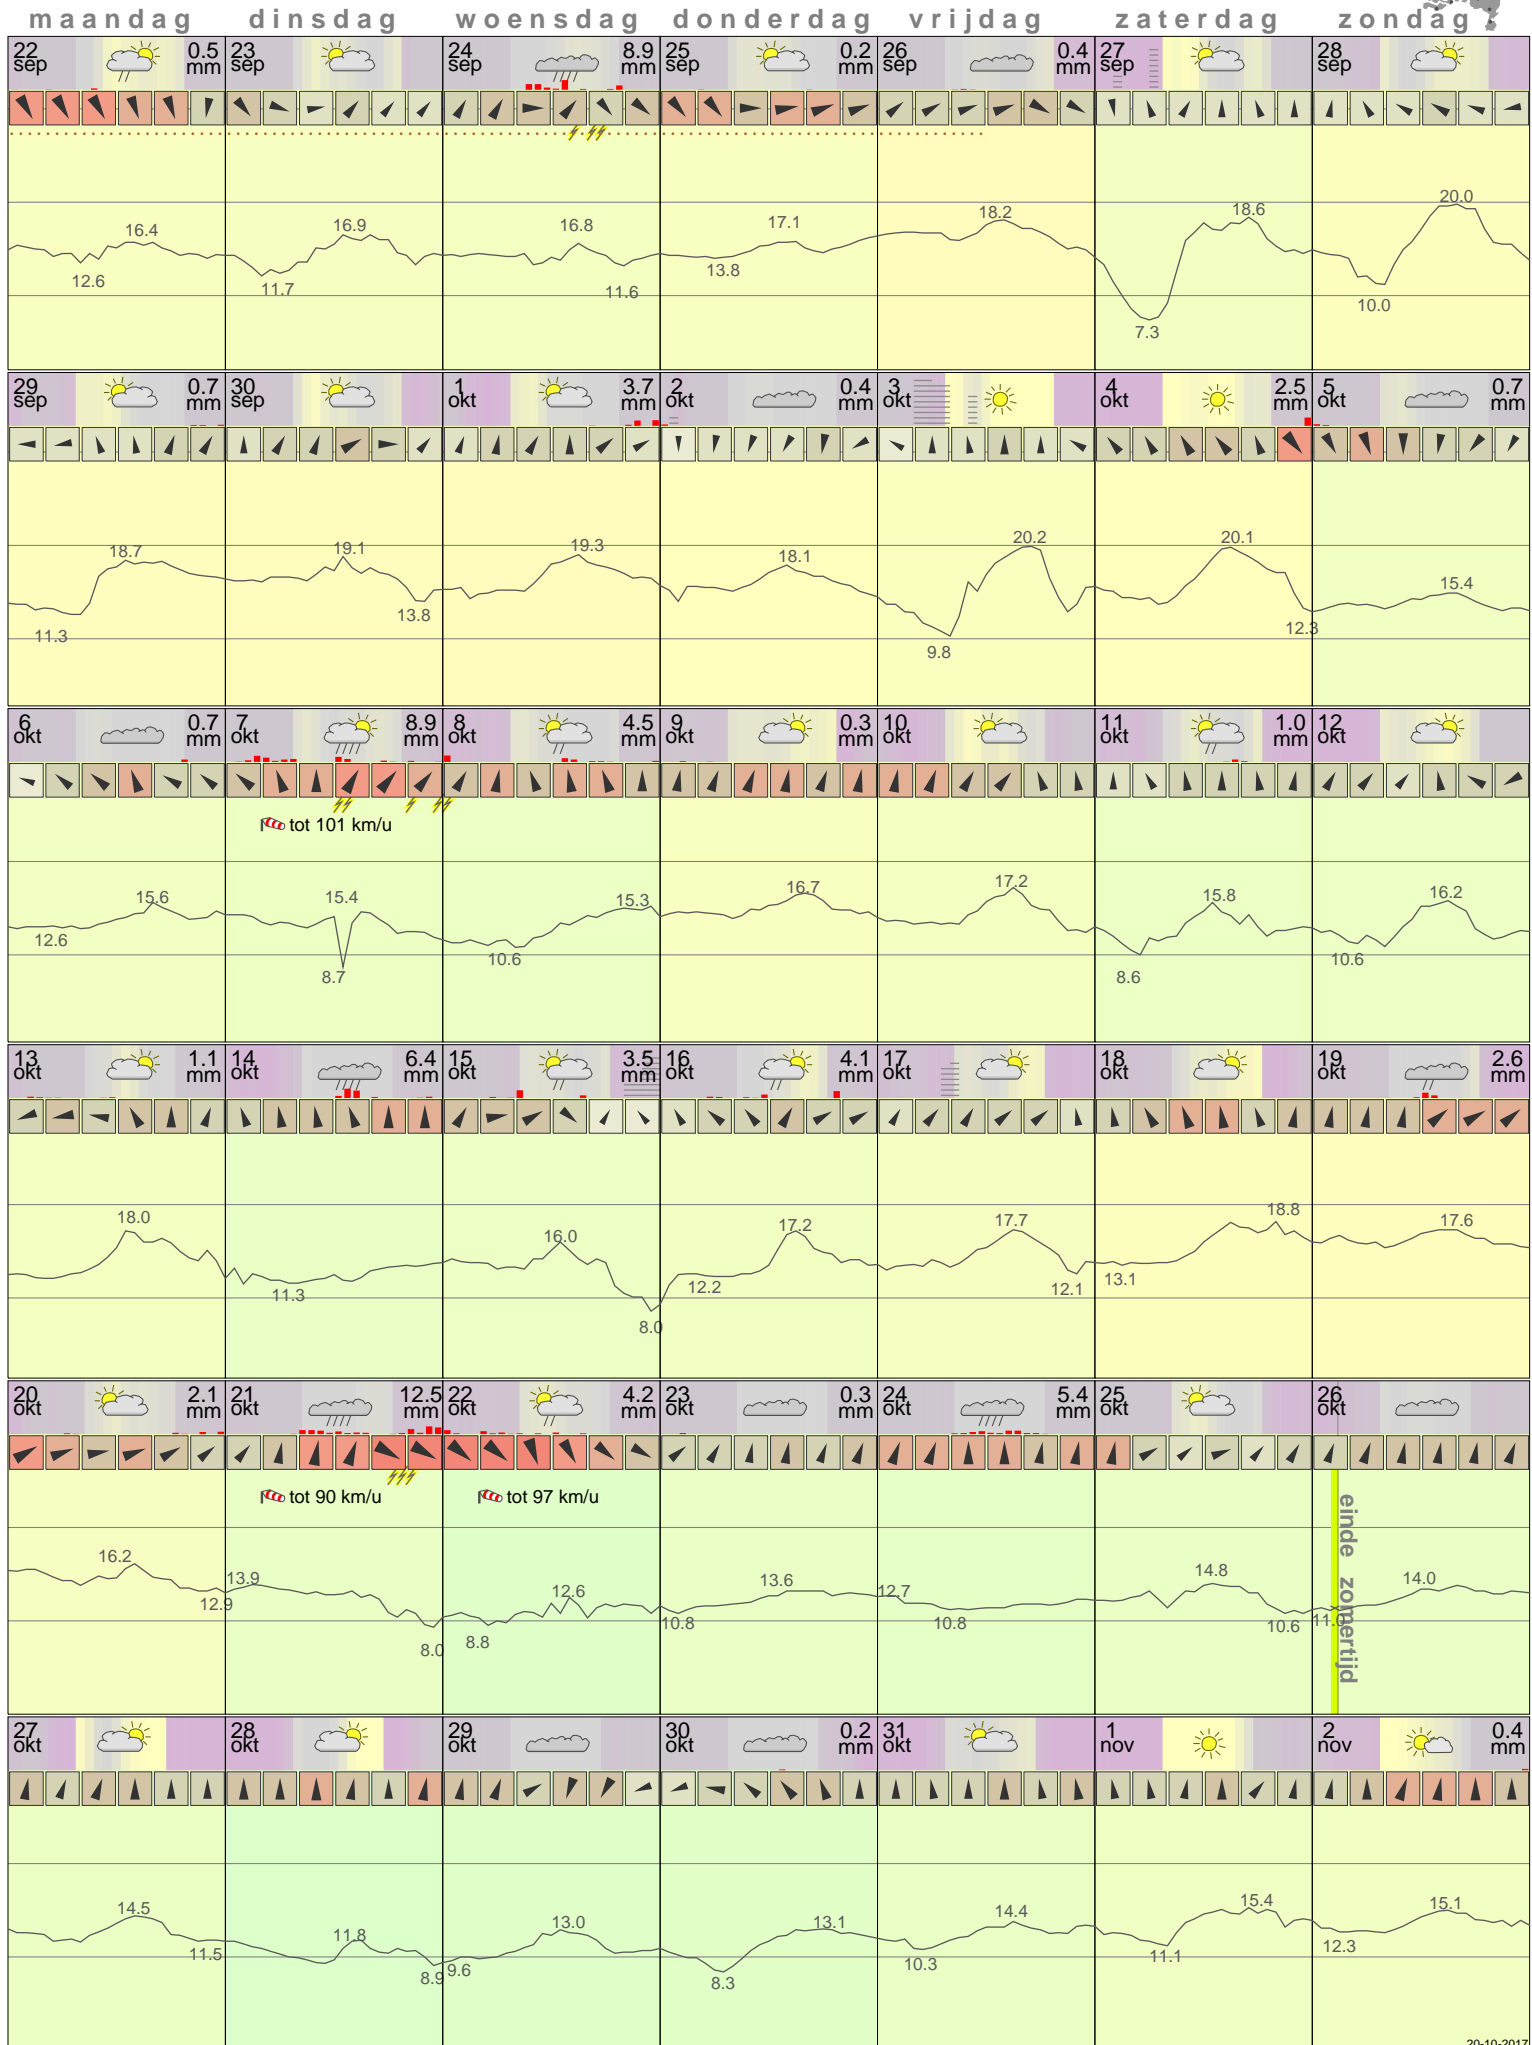 maandag dinsdag woensdag donderdag vrijdag zaterdag zondag
22 sep 0.5 mm 23 sep 24 sep 8.9 mm 25 sep 0.2 mm 26 sep 0.4 mm 27 sep 28 sep
16.4 16.9 16.8 17.1 18.2 18.6 20.0
12.6 11.7 11.6 13.8 7.3 10.0
29 sep 0.7 mm 30 sep 1 okt 3.7 mm 2 okt 0.4 mm 3 okt 4 okt 2.5 mm 5 okt 0.7 mm
18.7 19.1 19.3 18.1 20.2 20.1 15.4
11.3 13.8 9.8 12.3
6 okt 0.7 mm 7 okt 8.9 mm 8 okt 4.5 mm 9 okt 0.3 mm 10 okt 11 okt 1.0 mm 12 okt
tot 101 km/u
15.6 15.4 15.3 16.7 17.2 15.8 16.2
12.6 8.7 10.6 8.6 10.6
13 okt 1.1 mm 14 okt 6.4 mm 15 okt 3.5 mm 16 okt 4.1 mm 17 okt 18 okt 19 okt 2.6 mm
18.0 16.0 17.2 17.7 18.8 17.6
11.3 8.0 12.2 12.1 13.1
20 okt 2.1 mm 21 okt 12.5 mm 22 okt 4.2 mm 23 okt 0.3 mm 24 okt 5.4 mm 25 okt 26 okt
tot 90 km/u tot 97 km/u
einde zomertijd
16.2 13.9 12.6 13.6 12.7 14.8 14.0
12.9 8.0 8.8 10.8 10.8 10.6 11.0
27 okt 28 okt 29 okt 30 okt 0.2 mm 31 okt 1 nov 2 nov 0.4 mm
14.5 11.8 13.0 13.1 14.4 15.4 15.1
11.5 8.9 9.6 8.3 10.3 11.1 12.3
20-10-2017